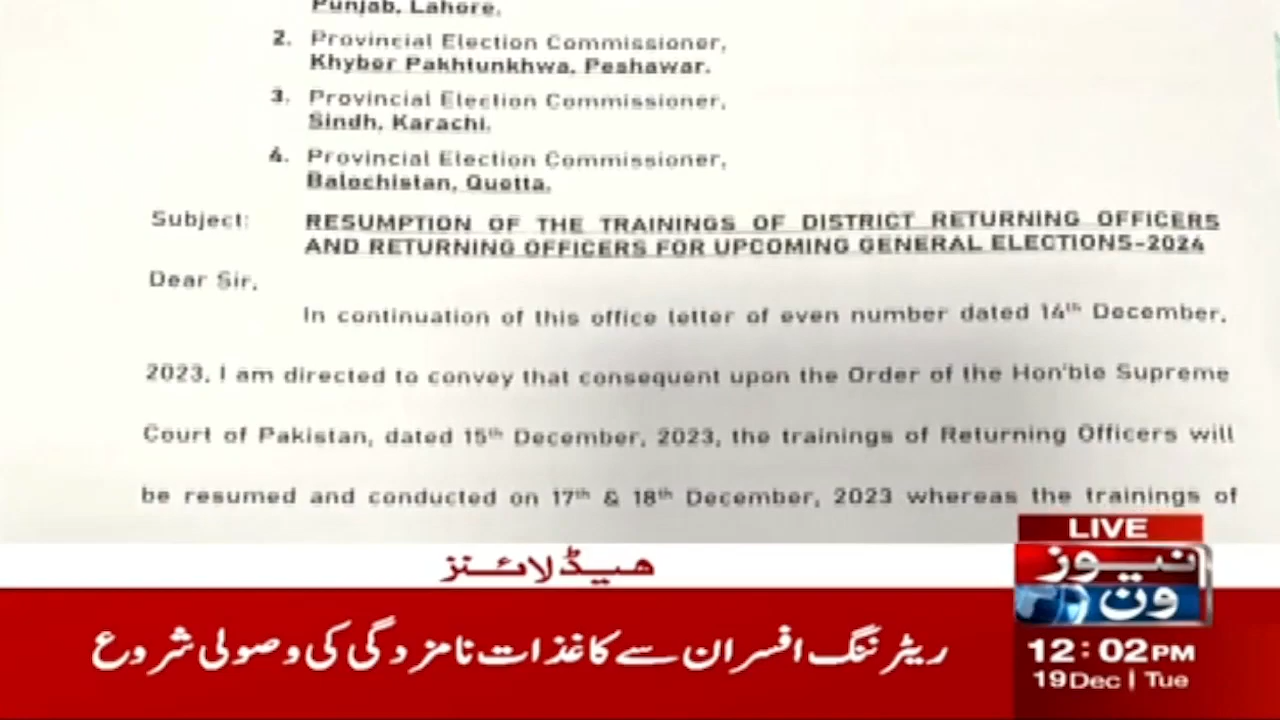 Punjab, Lahore.
2. Provincial Election Commissioner,
Khyber Pakhtunkhwa, Peshawar.
3. Provincial Election Commissioner,
Sindh, Karachi.
4. Provincial Election Commissioner,
Balochistan, Quetta.
Subject: RESUMPTION OF THE TRAININGS OF DISTRICT RETURNING OFFICERS
AND RETURNING OFFICERS FOR UPCOMING GENERAL ELECTIONS-2024
Dear Sir,
In continuation of this office letter of even number dated 14th December,
2023, I am directed to convey that consequent upon the Order of the Hon'ble Supreme
Court of Pakistan, dated 15th December, 2023, the trainings of Returning Officers will
be resumed and conducted on 17th & 18th December, 2023 whereas the trainings of
LIVE
نیوز
ون
12:02PM
19Dec | Tue
ہیڈلائنز
ریٹرننگ افسران سے کاغذات نامزدگی کی وصولی شروع